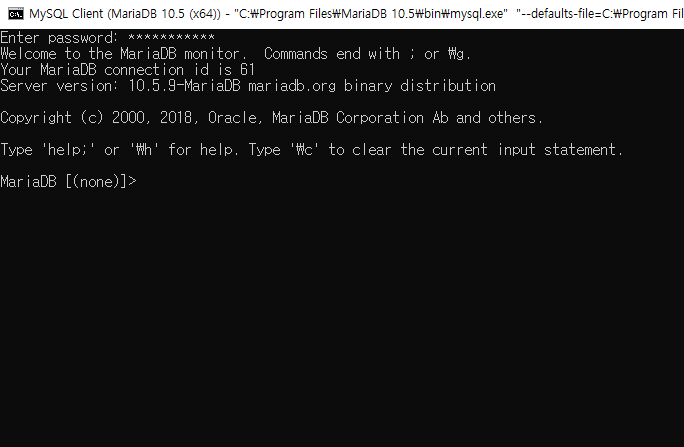 MySQL Client (MariaDB 10.5 (x64)) - "C:₩Program Files₩MariaDB 10.5₩bin₩mysql.exe" "--defaults-file=C:₩Program Fil
Enter password: ***********
Welcome to the MariaDB monitor.  Commands end with ; or ₩g.
Your MariaDB connection id is 61
Server version: 10.5.9-MariaDB mariadb.org binary distribution
Copyright (c) 2000, 2018, Oracle, MariaDB Corporation Ab and others.
Type 'help;' or '₩h' for help. Type '₩c' to clear the current input statement.
MariaDB [(none)]>